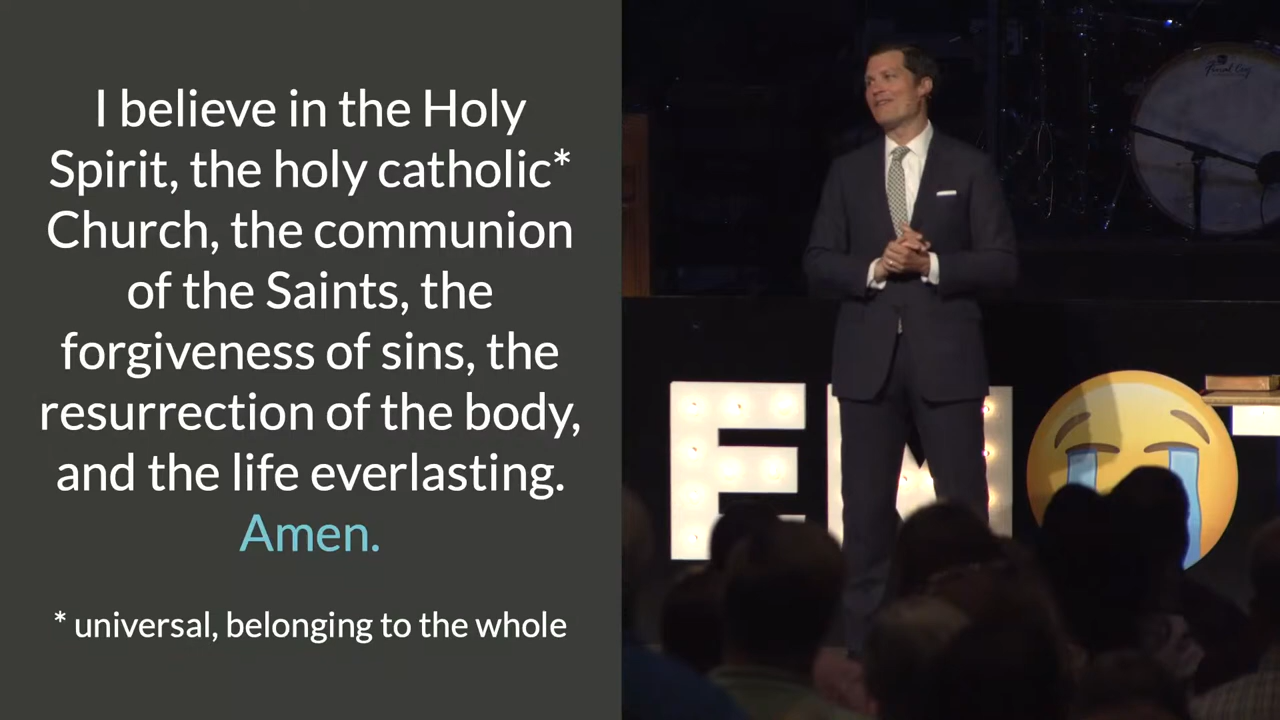 I believe in the Holy
Spirit, the holy catholic*
Church, the communion
of the Saints, the
forgiveness of sins, the
resurrection of the body,
and the life everlasting.
Amen.
* universal, belonging to the whole
EM
T